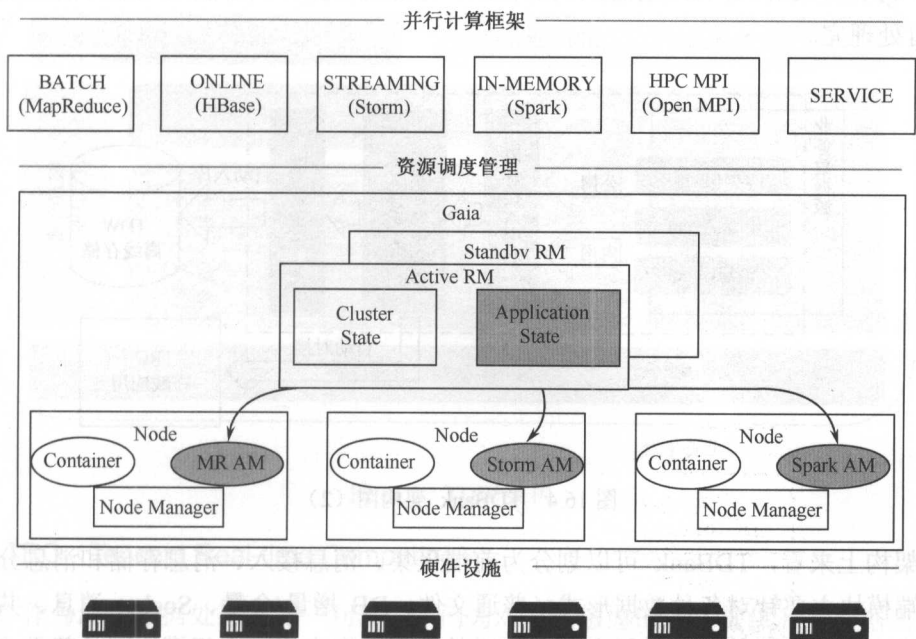 并行计算框架
BATCH
(MapReduce)
ONLINE
(HBase)
STREAMING
(Storm)
IN-MEMORY
(Spark)
HPC MPI
(Open MPI)
SERVICE
资源调度管理
Gaia
Standbv RM
Active RM
Cluster
State
Application
State
Node
Container
MR AM
Node Manager
Node
Container
Storm AM
Node Manager
Node
Container
Spark AM
Node Manager
硬件设施